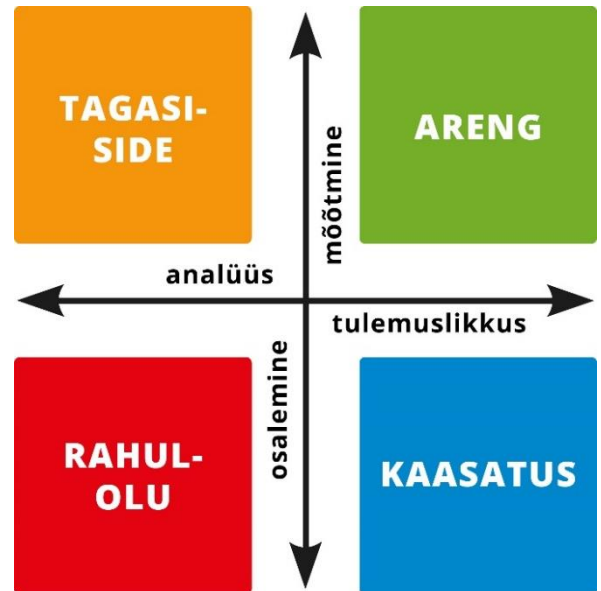 TAGASI-
SIDE
ARENG
mõõtmine
analüüs
tulemuslikkus
osalemine
RAHUL-
OLU
KAASATUS